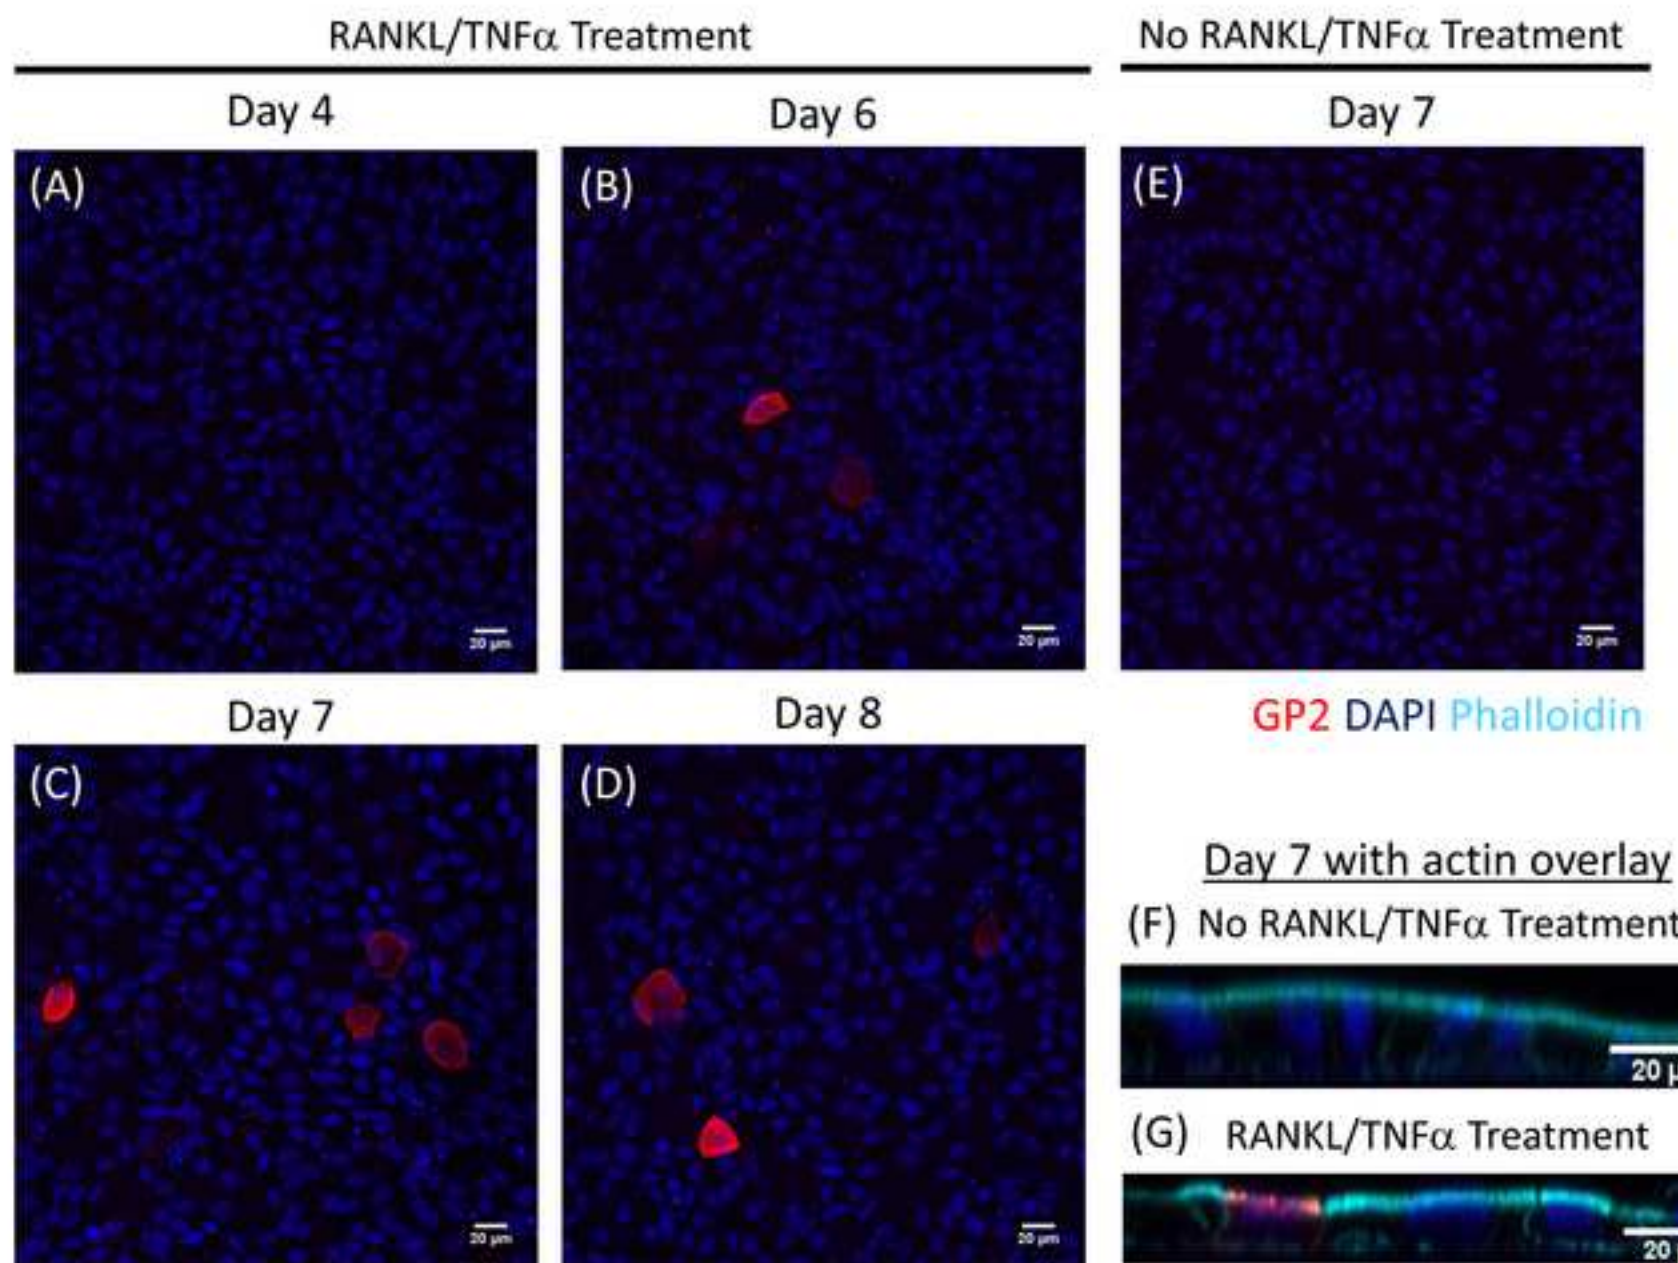 RANKL/TNFα Treatment
No RANKL/TNFα Treatment
Day 4
Day 6
Day 7
(A)
(B)
(E)
20 µm
20 µm
20 µm
Day 7
Day 8
GP2 DAPI Phalloidin
(C)
(D)
20 µm
20 µm
Day 7 with actin overlay
(F) No RANKL/TNFα Treatment
20 µ
(G) RANKL/TNFα Treatment
20